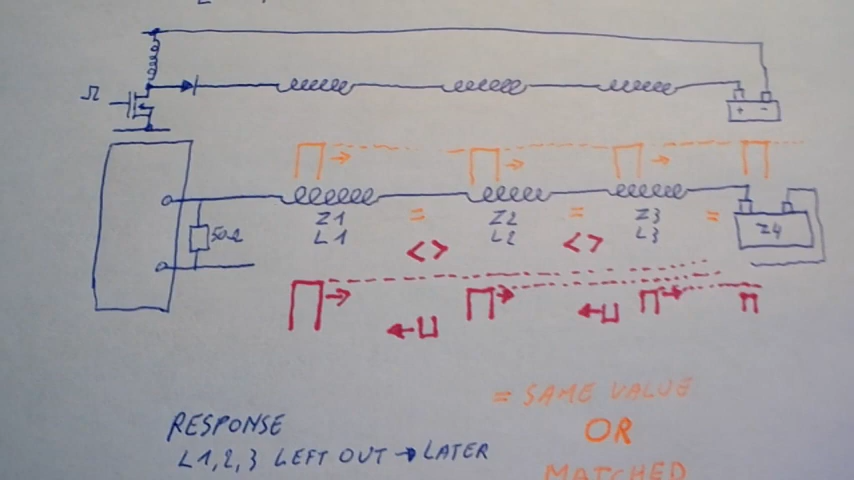 + -
50Ω
Z1 = Z2 = Z3 = Z4
L1 L2 L3
<> <>
= SAME VALUE
OR
MATCHED
RESPONSE
L1,2,3 LEFT OUT → LATER